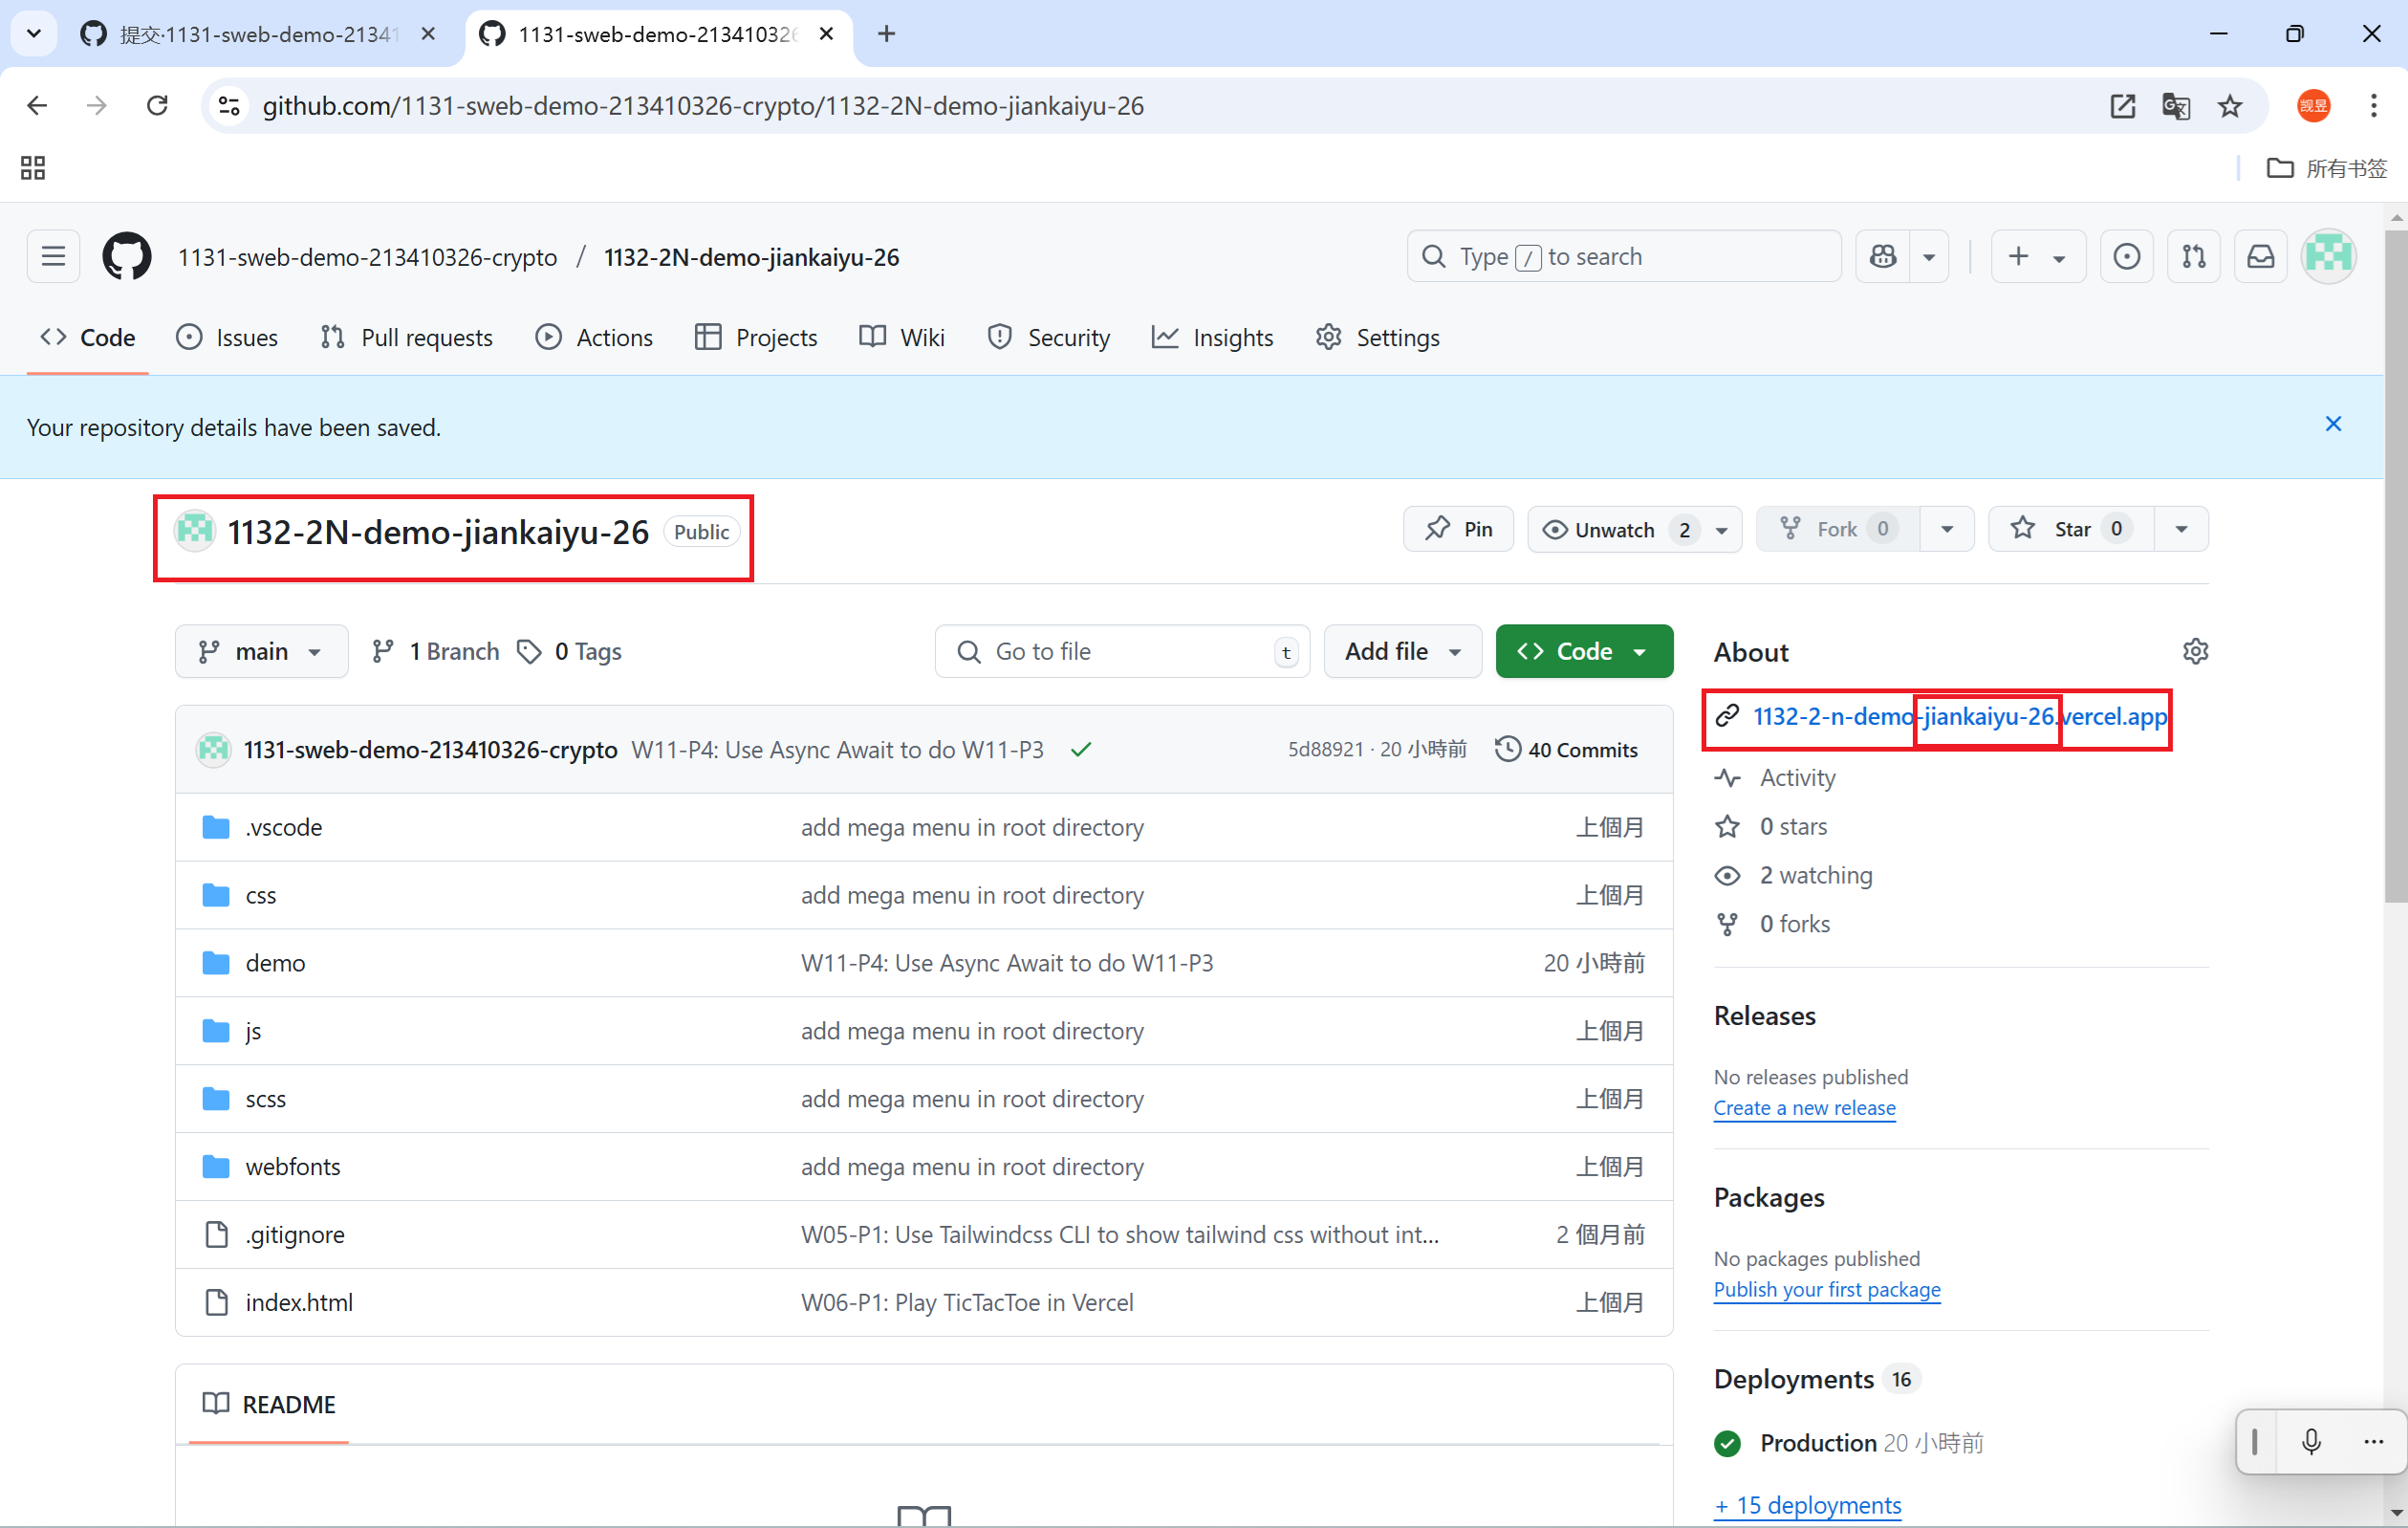 提交·1131-sweb-demo-21341
1131-sweb-demo-213410326
github.com/1131-sweb-demo-213410326-crypto/1132-2N-demo-jiankaiyu-26
觊昱
所有书签
1131-sweb-demo-213410326-crypto / 1132-2N-demo-jiankaiyu-26
Type / to search
Code
Issues
Pull requests
Actions
Projects
Wiki
Security
Insights
Settings
Your repository details have been saved.
1132-2N-demo-jiankaiyu-26 Public
Pin
Unwatch 2
Fork 0
Star 0
main
1 Branch
0 Tags
Go to file t
Add file
Code
About
1132-2-n-demo-jiankaiyu-26.vercel.app
1131-sweb-demo-213410326-crypto W11-P4: Use Async Await to do W11-P3
5d88921 · 20 小時前
40 Commits
Activity
.vscode add mega menu in root directory 上個月
0 stars
css add mega menu in root directory 上個月
2 watching
demo W11-P4: Use Async Await to do W11-P3 20 小時前
0 forks
js add mega menu in root directory 上個月
Releases
scss add mega menu in root directory 上個月
No releases published
Create a new release
webfonts add mega menu in root directory 上個月
Packages
.gitignore W05-P1: Use Tailwindcss CLI to show tailwind css without int... 2 個月前
No packages published
Publish your first package
index.html W06-P1: Play TicTacToe in Vercel 上個月
README
Deployments 16
Production 20 小時前
+ 15 deployments